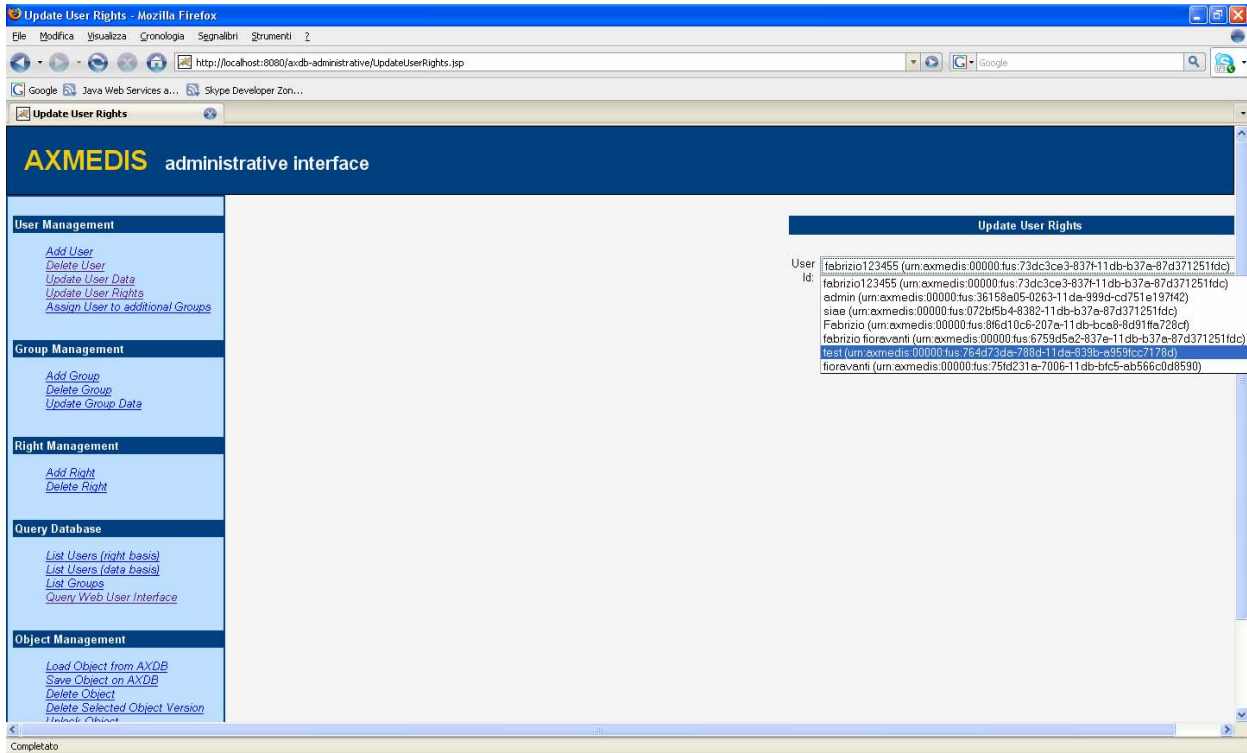 Update User Rights - Mozilla Firefox
File Modifica Visualizza Cronologia Segnalibri Strumenti ?
http://localhost:8080/axdb-administrative/UpdateUserRights.jsp
G Google
Google Java Web Services a... Skype Developer Zon...
Update User Rights
AXMEDIS administrative interface
User Management
Add User
Delete User
Update User Data
Update User Rights
Assign User to additional Groups
Group Management
Add Group
Delete Group
Update Group Data
Right Management
Add Right
Delete Right
Query Database
List Users (right basis)
List Users (data basis)
List Groups
Query Web User Interface
Object Management
Load Object from AXDB
Save Object on AXDB
Delete Object
Delete Selected Object Version
Unlock Object
Update User Rights
User Id:
fabrizio123455 (urn:axmedis:00000:fus:73dc3ce3-837f-11db-b37a-87d371251fdc)
fabrizio123455 (urn:axmedis:00000:fus:73dc3ce3-837f-11db-b37a-87d371251fdc)
admin (urn:axmedis:00000:fus:36158a05-0263-11da-999d-cd751e197f42)
siae (urn:axmedis:00000:fus:072bf5b4-8382-11db-b37a-87d371251fdc)
Fabrizio (urn:axmedis:00000:fus:8f6d10c6-207a-11db-bca8-8d91ffa728cf)
fabrizio fioravanti (urn:axmedis:00000:fus:6759d5a2-837e-11db-b37a-87d371251fdc)
test (urn:axmedis:00000:fus:764d73da-788d-11da-839b-a959fcc7178d)
fioravanti (urn:axmedis:00000:fus:75fd231a-7006-11db-bfc5-ab566c0d8590)
Completato